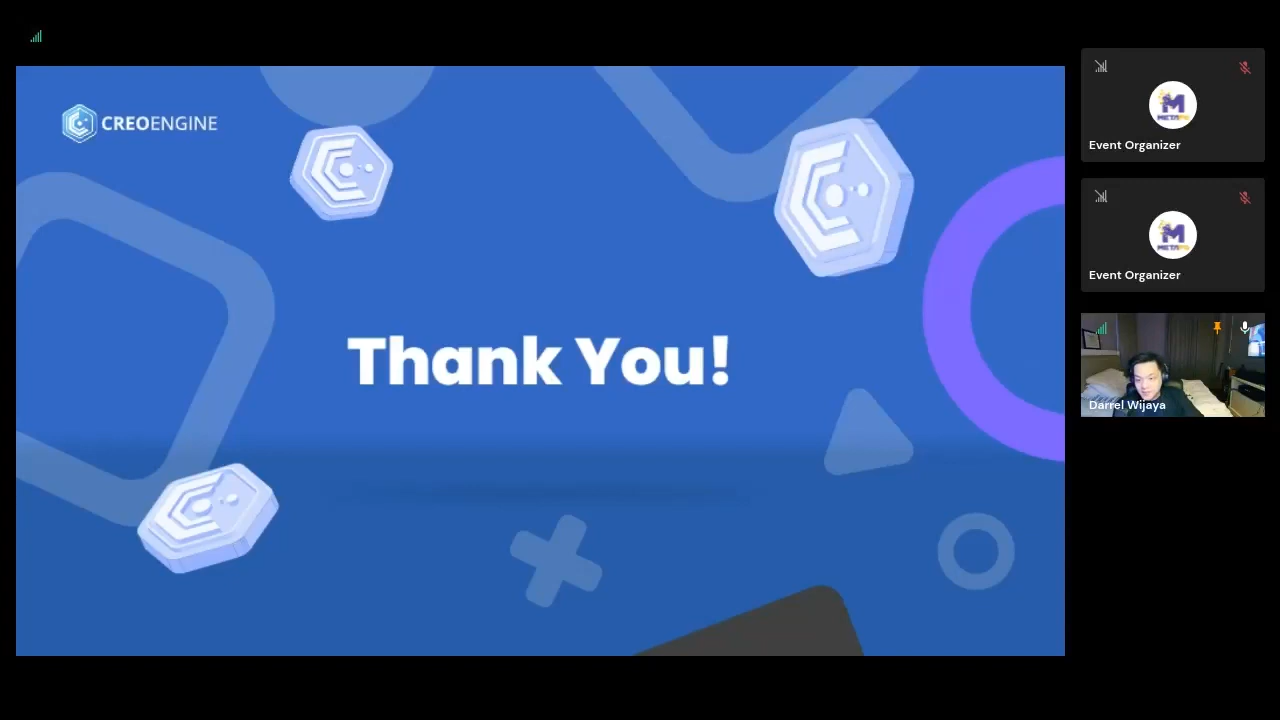 CREOENGINE
Thank You!
Event Organizer
Event Organizer
Darrel Wijaya